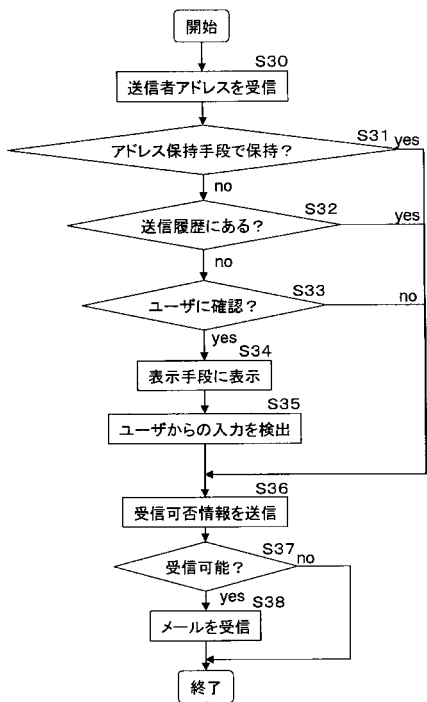 開始
S30
送信者アドレスを受信
S31
アドレス保持手段で保持?
yes
no
S32
送信履歴にある?
yes
no
S33
ユーザに確認?
no
yes
S34
表示手段に表示
S35
ユーザからの入力を検出
S36
受信可否情報を送信
S37
受信可能?
no
yes
S38
メールを受信
終了